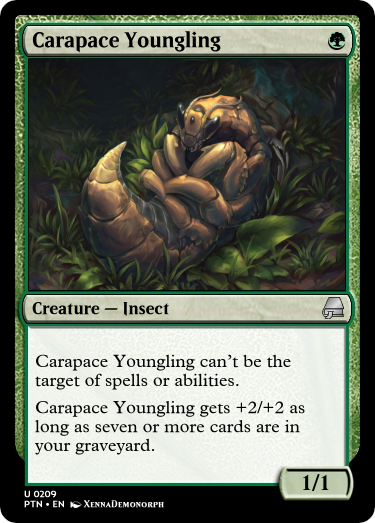 Carapace Youngling
Creature — Insect
Carapace Youngling can't be the
target of spells or abilities.
Carapace Youngling gets +2/+2 as
long as seven or more cards are in
your graveyard.
1/1
U 0209
PTN • EN XennaDemonorph